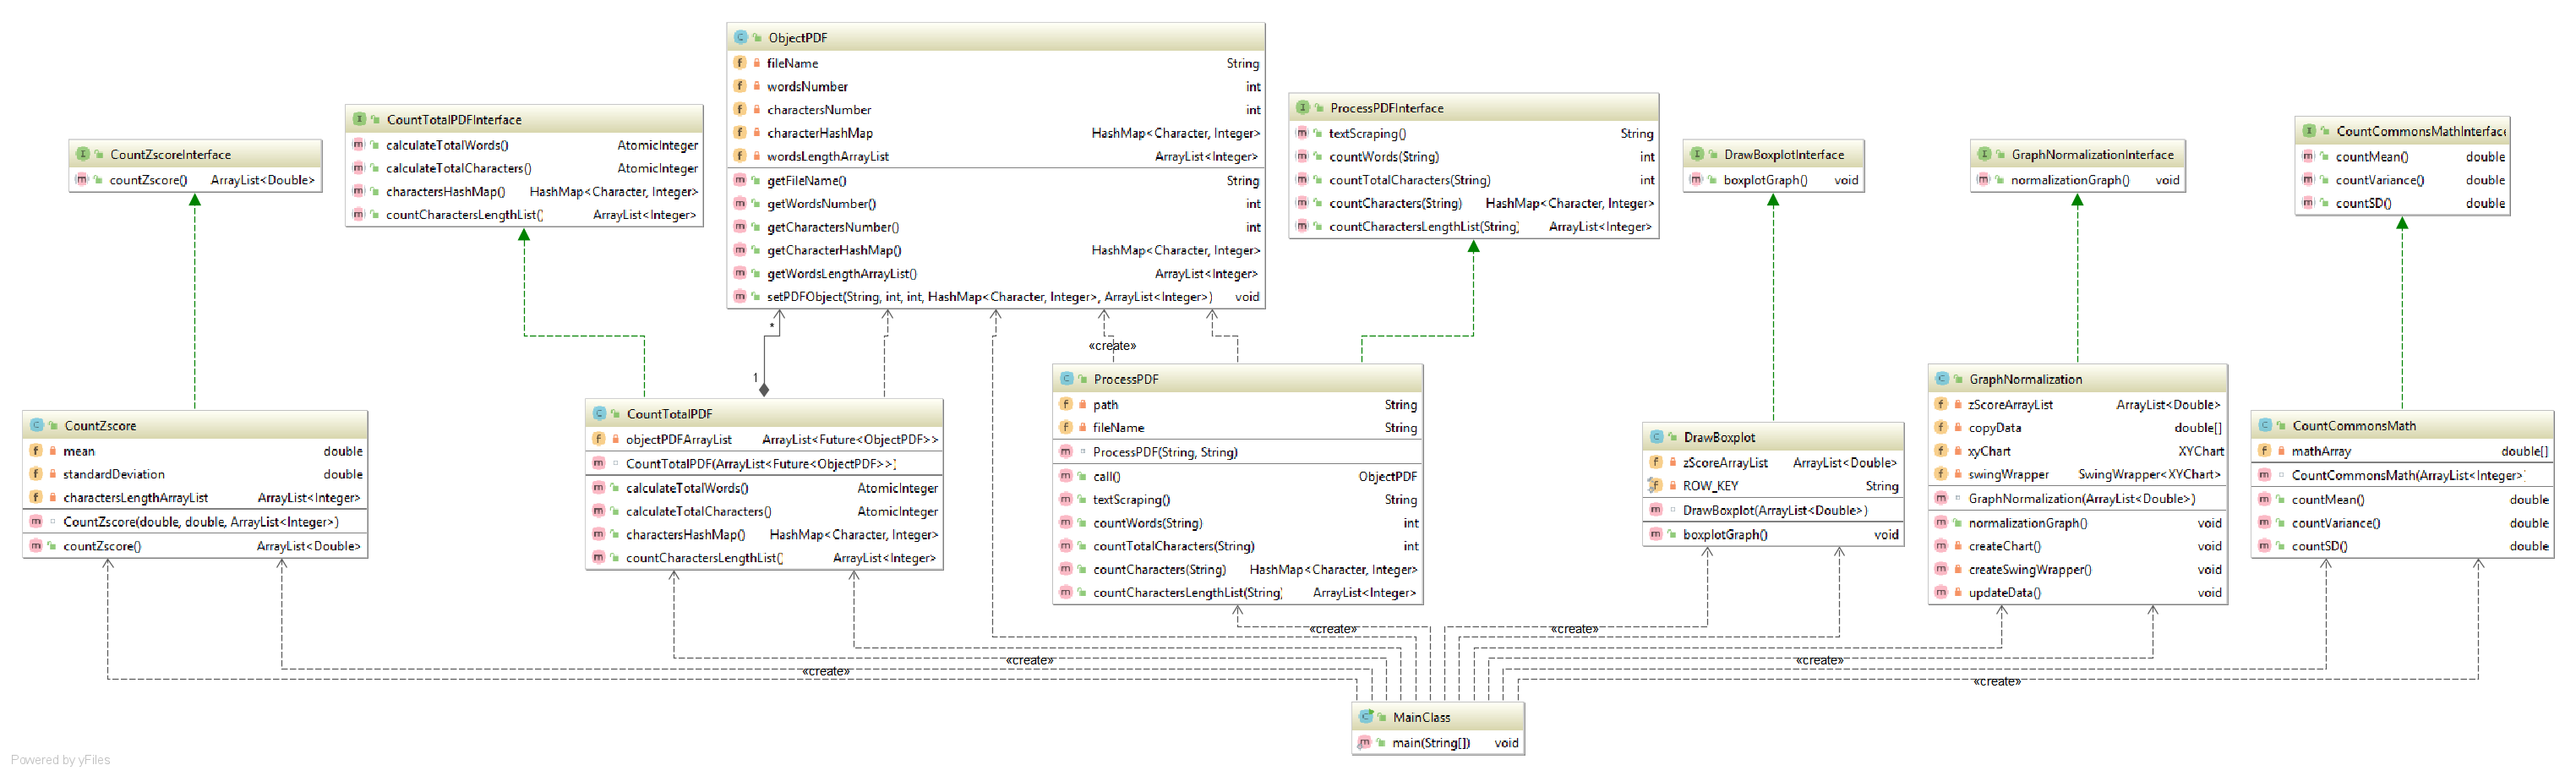 ObjectPDF
fileName String
wordsNumber int
charactersNumber int
characterHashMap HashMap<Character, Integer>
wordsLengthArrayList ArrayList<Integer>
getFileName() String
getWordsNumber() int
getCharactersNumber() int
getCharacterHashMap() HashMap<Character, Integer>
getWordsLengthArrayList() ArrayList<Integer>
setPDFObject(String, int, int, HashMap<Character, Integer>, ArrayList<Integer>) void
CountZscoreInterface
countZscore() ArrayList<Double>
CountTotalPDFInterface
calculateTotalWords() AtomicInteger
calculateTotalCharacters() AtomicInteger
charactersHashMap() HashMap<Character, Integer>
countCharactersLengthList() ArrayList<Integer>
ProcessPDFInterface
textScraping() String
countWords(String) int
countTotalCharacters(String) int
countCharacters(String) HashMap<Character, Integer>
countCharactersLengthList(String) ArrayList<Integer>
DrawBoxplotInterface
boxplotGraph() void
GraphNormalizationInterface
normalizationGraph() void
CountCommonsMathInterface
countMean() double
countVariance() double
countSD() double
*
«create»
1
CountZscore
mean double
standardDeviation double
charactersLengthArrayList ArrayList<Integer>
CountZscore(double, double, ArrayList<Integer>)
countZscore() ArrayList<Double>
CountTotalPDF
objectPDFArrayList ArrayList<Future<ObjectPDF>>
CountTotalPDF(ArrayList<Future<ObjectPDF>>)
calculateTotalWords() AtomicInteger
calculateTotalCharacters() AtomicInteger
charactersHashMap() HashMap<Character, Integer>
countCharactersLengthList() ArrayList<Integer>
ProcessPDF
path String
fileName String
ProcessPDF(String, String)
call() ObjectPDF
textScraping() String
countWords(String) int
countTotalCharacters(String) int
countCharacters(String) HashMap<Character, Integer>
countCharactersLengthList(String) ArrayList<Integer>
DrawBoxplot
zScoreArrayList ArrayList<Double>
ROW_KEY String
DrawBoxplot(ArrayList<Double>)
boxplotGraph() void
GraphNormalization
zScoreArrayList ArrayList<Double>
copyData double[]
xyChart XYChart
swingWrapper SwingWrapper<XYChart>
GraphNormalization(ArrayList<Double>)
normalizationGraph() void
createChart() void
createSwingWrapper() void
updateData() void
CountCommonsMath
mathArray double[]
CountCommonsMath(ArrayList<Integer>)
countMean() double
countVariance() double
countSD() double
«create»
«create»
«create»
«create»
«create»
«create»
MainClass
main(String[]) void
Powered by yFiles